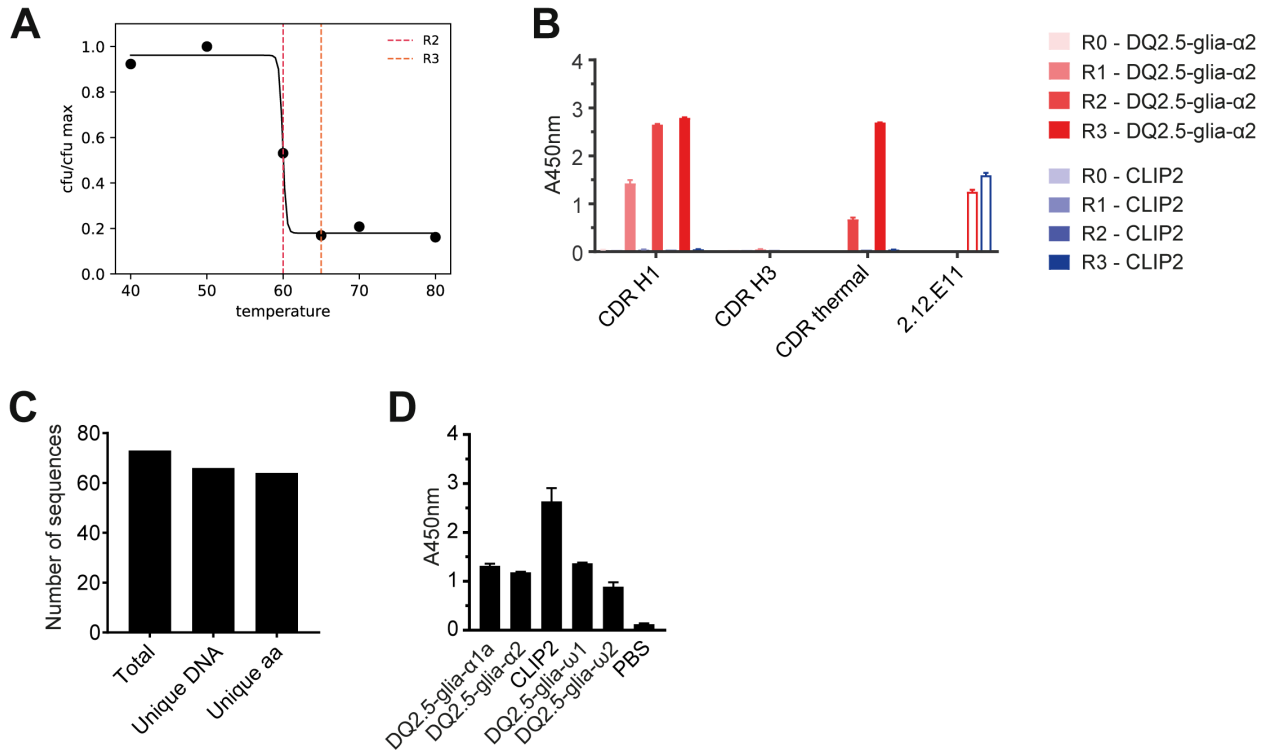 A
1.0
0.8
0.6
0.4
0.2
0.0
cfu/cfu max
40
50
60
70
80
temperature
R2
R3
B
4
3
2
1
0
A450nm
CDR H1
CDR H3
CDR thermal
2.12.E11
R0 - DQ2.5-glia-α2
R1 - DQ2.5-glia-α2
R2 - DQ2.5-glia-α2
R3 - DQ2.5-glia-α2
R0 - CLIP2
R1 - CLIP2
R2 - CLIP2
R3 - CLIP2
C
80
60
40
20
0
Number of sequences
Total
Unique DNA
Unique aa
D
4
3
2
1
0
A450nm
DQ2.5-glia-α1a
DQ2.5-glia-α2
CLIP2
DQ2.5-glia-ω1
DQ2.5-glia-ω2
PBS